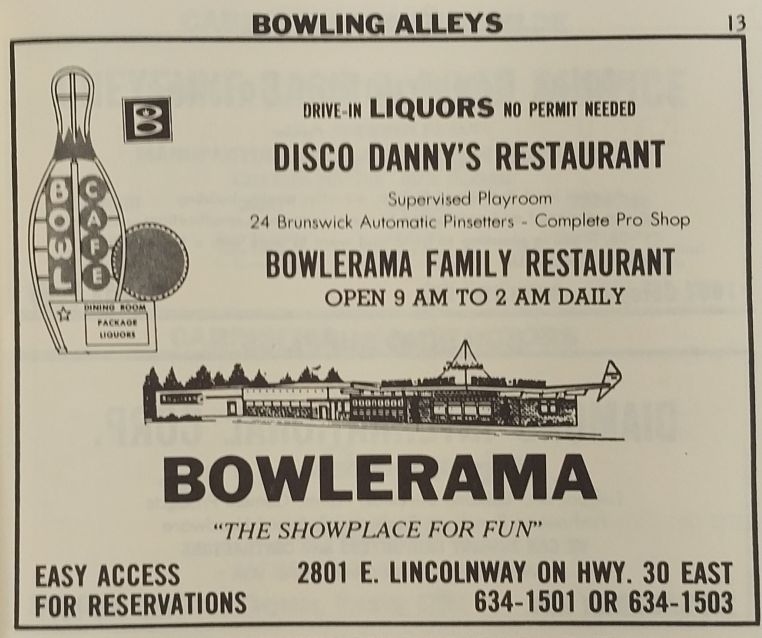 BOWLING ALLEYS
13
B
DRIVE-IN LIQUORS NO PERMIT NEEDED
DISCO DANNY'S RESTAURANT
Supervised Playroom
24 Brunswick Automatic Pinsetters - Complete Pro Shop
BOWLERAMA FAMILY RESTAURANT
OPEN 9 AM TO 2 AM DAILY
BOWL
CAFE
DINING ROOM
PACKAGE
LIQUORS
BOWLERAMA
"THE SHOWPLACE FOR FUN"
EASY ACCESS
FOR RESERVATIONS
2801 E. LINCOLNWAY ON HWY. 30 EAST
634-1501 OR 634-1503